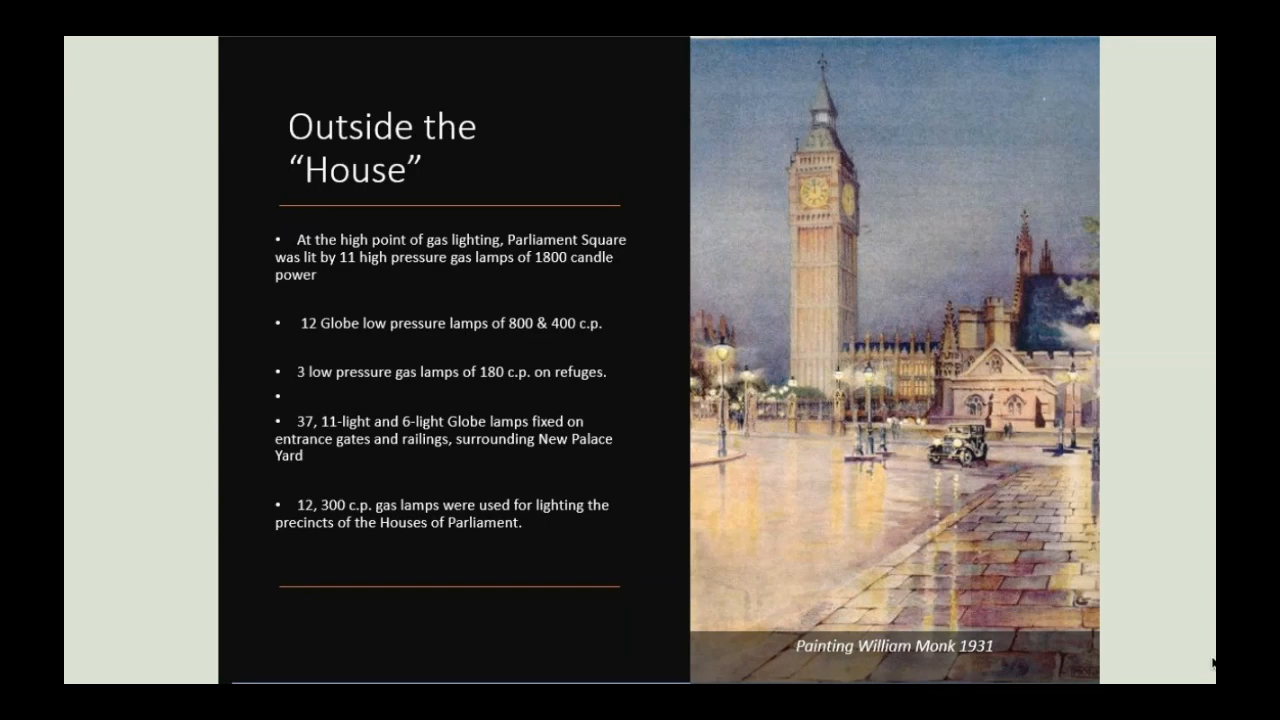 Outside the
“House”
• At the high point of gas lighting, Parliament Square
was lit by 11 high pressure gas lamps of 1800 candle
power
• 12 Globe low pressure lamps of 800 & 400 c.p.
• 3 low pressure gas lamps of 180 c.p. on refuges.
•
• 37, 11-light and 6-light Globe lamps fixed on
entrance gates and railings, surrounding New Palace
Yard
• 12, 300 c.p. gas lamps were used for lighting the
precincts of the Houses of Parliament.
Painting William Monk 1931